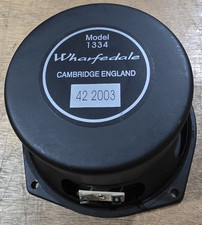 Model
1334
Wharfedale
CAMBRIDGE ENGLAND
42 2003